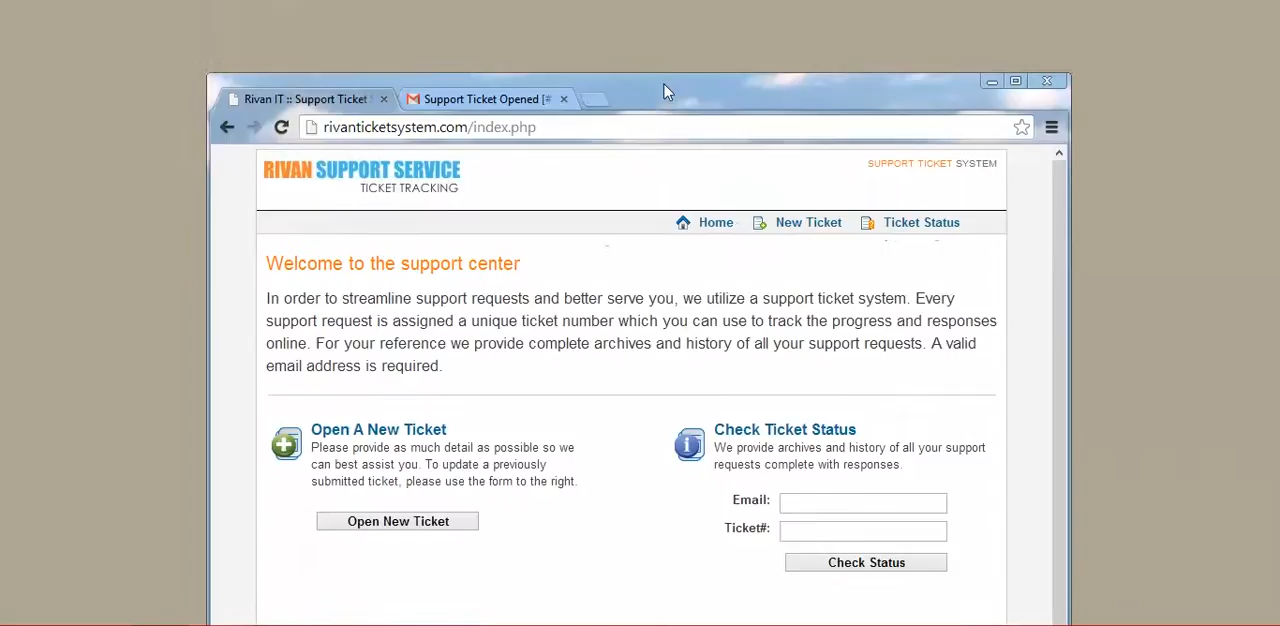 Rivan IT :: Support Ticket
Support Ticket Opened [#
rivanticketsystem.com/index.php
RIVAN SUPPORT SERVICE
TICKET TRACKING
SUPPORT TICKET SYSTEM
Home
New Ticket
Ticket Status
Welcome to the support center
In order to streamline support requests and better serve you, we utilize a support ticket system. Every
support request is assigned a unique ticket number which you can use to track the progress and responses
online. For your reference we provide complete archives and history of all your support requests. A valid
email address is required.
Open A New Ticket
Please provide as much detail as possible so we
can best assist you. To update a previously
submitted ticket, please use the form to the right.
Open New Ticket
Check Ticket Status
We provide archives and history of all your support
requests complete with responses.
Email:
Ticket#:
Check Status